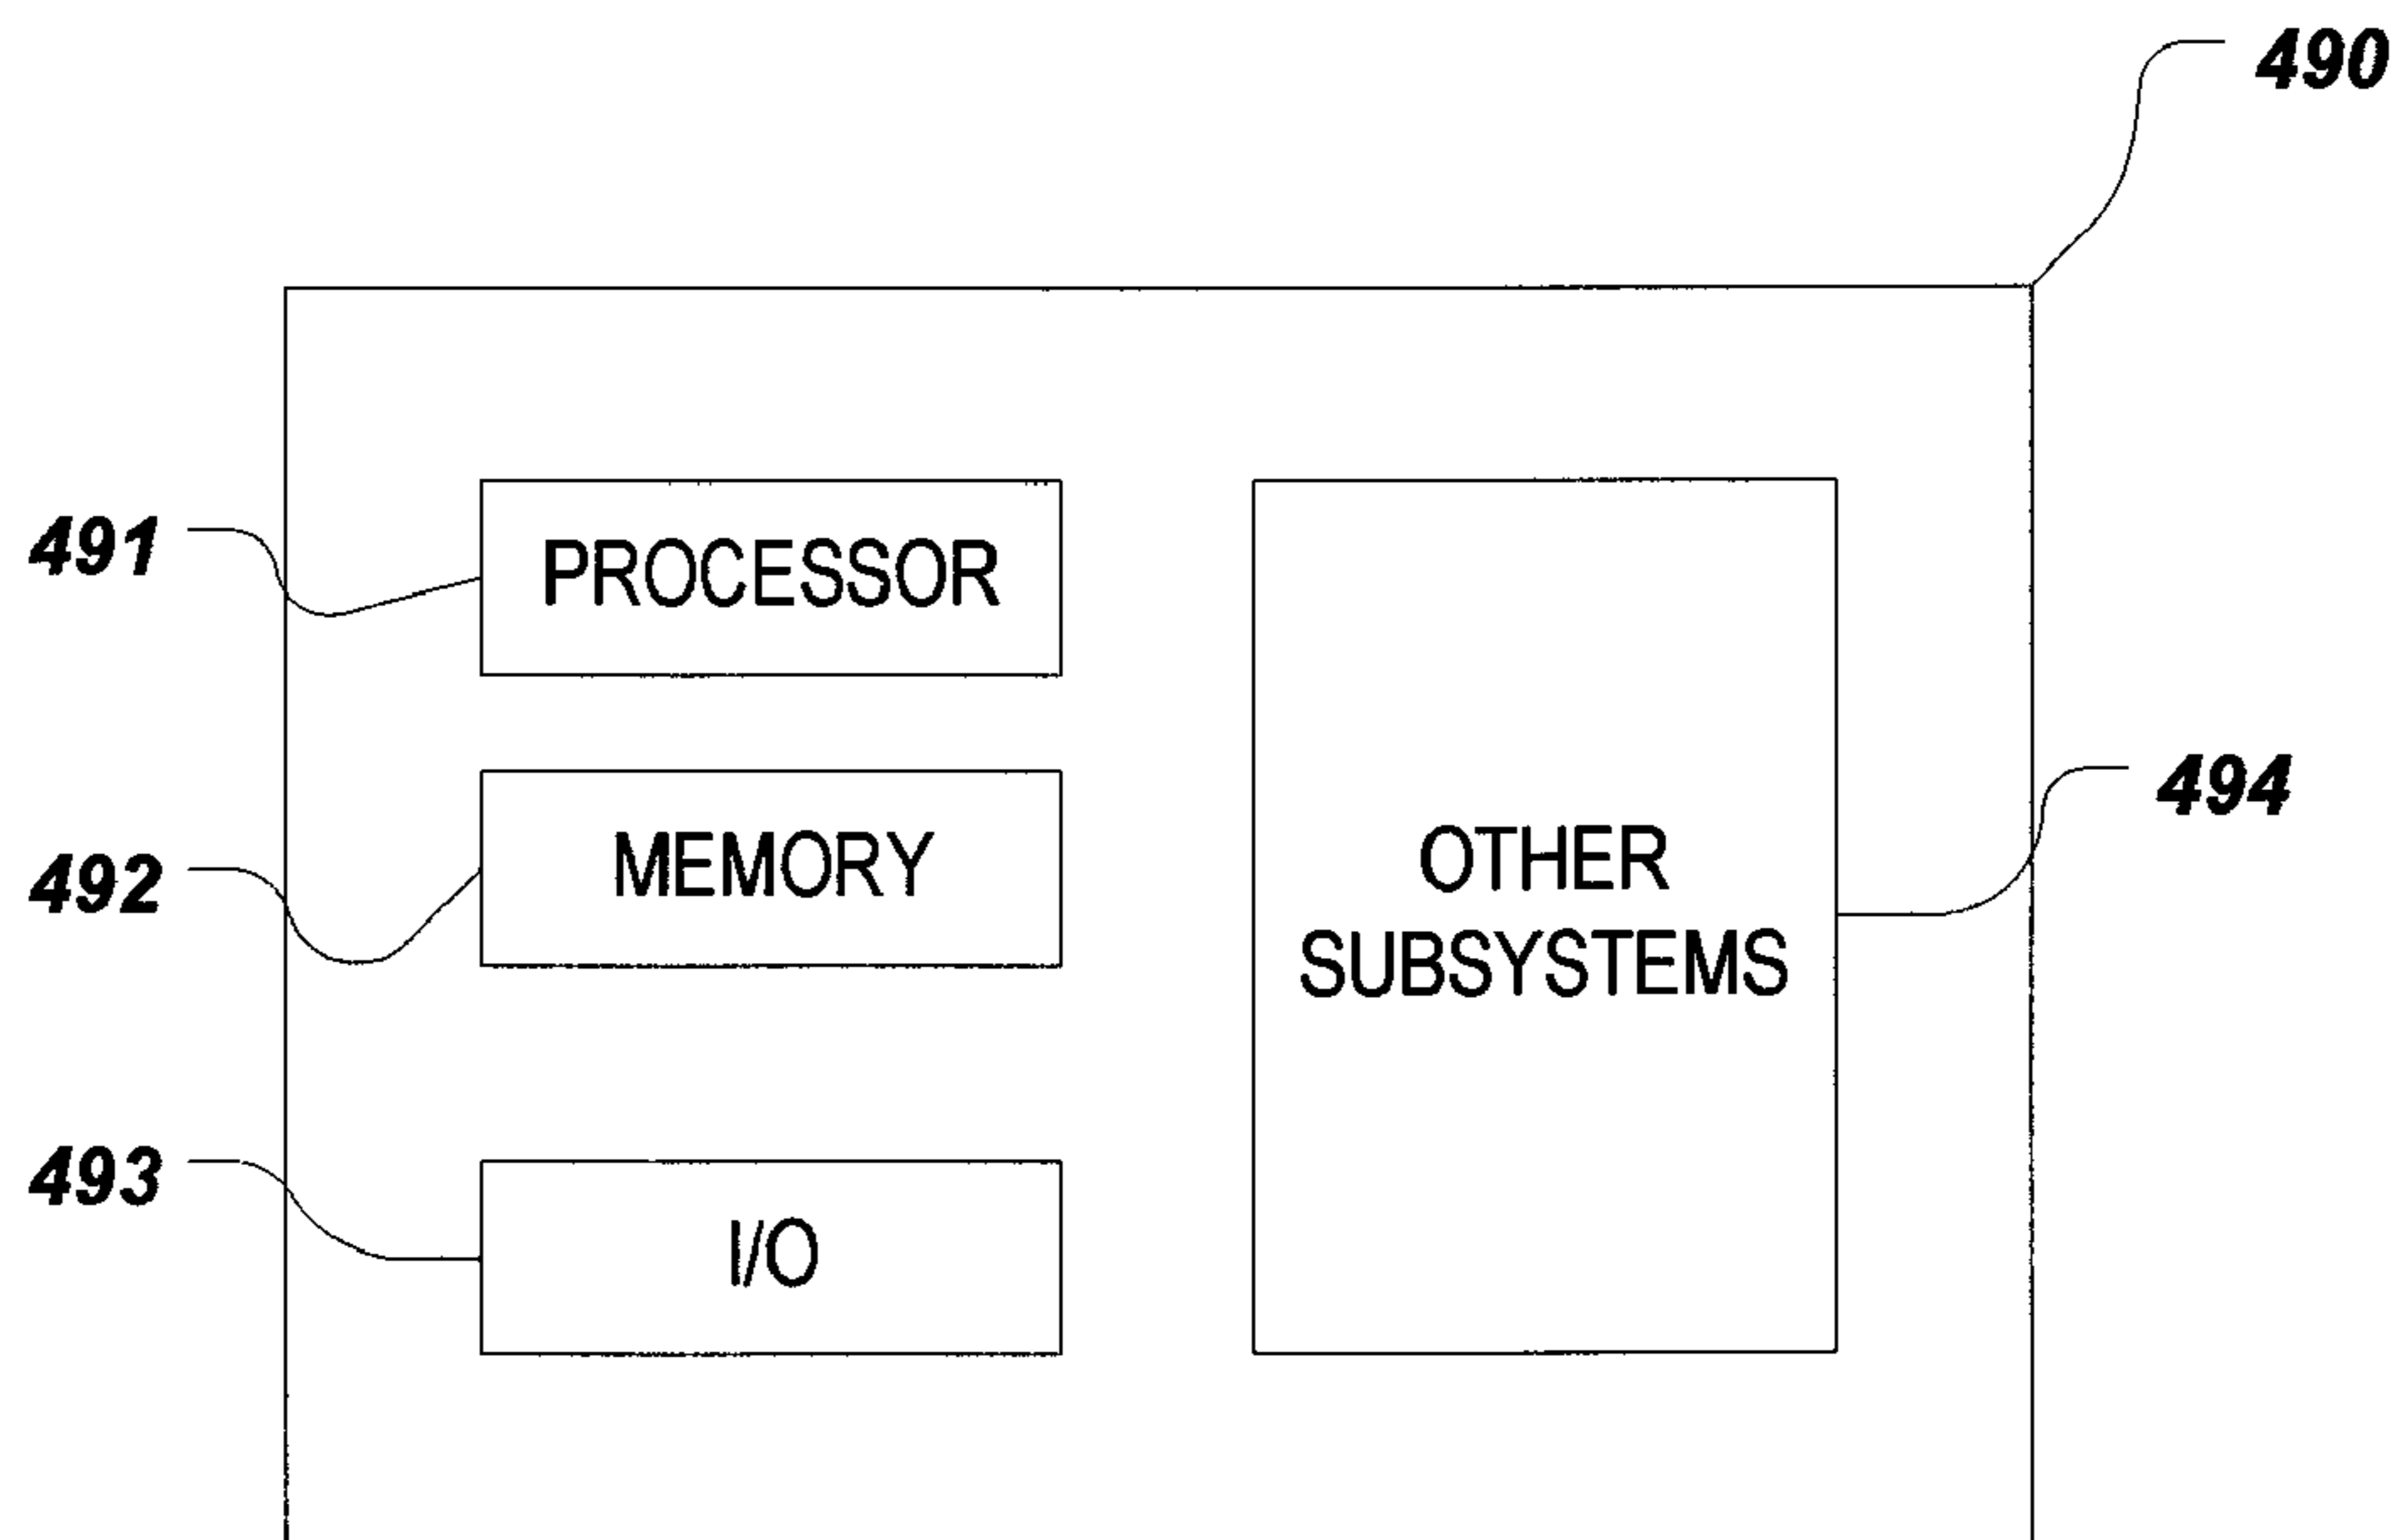 490
491
PROCESSOR
492
MEMORY
493
I/O
OTHER
SUBSYSTEMS
494